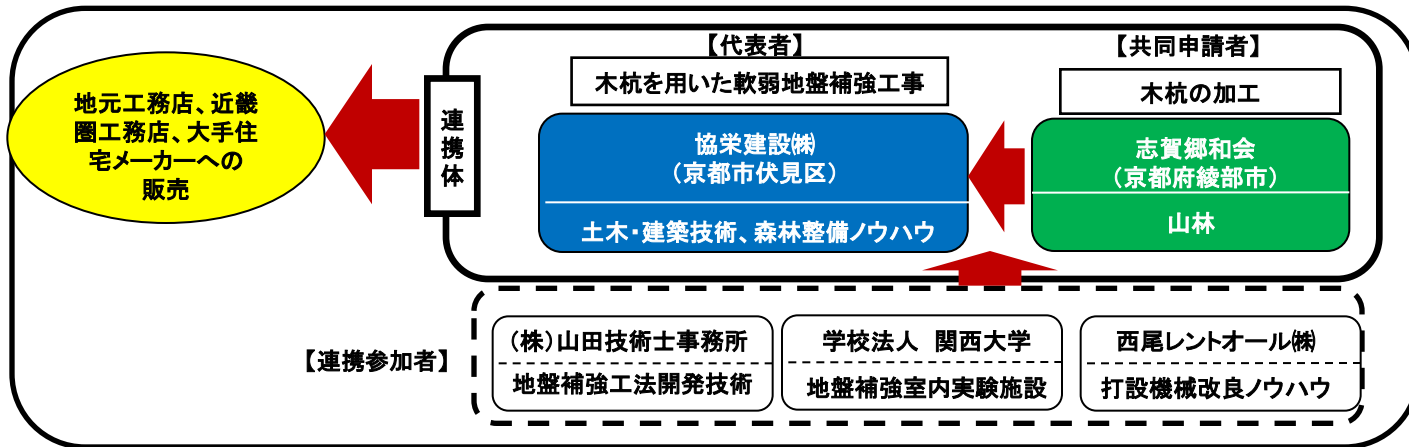 地元工務店、近畿
圏工務店、大手住
宅メーカーへの
販売
連携体
【代表者】
木杭を用いた軟弱地盤補強工事
協栄建設㈱
（京都市伏見区）
土木・建築技術、森林整備ノウハウ
【共同申請者】
木杭の加工
志賀郷和会
（京都府綾部市）
山林
【連携参加者】
（株）山田技術士事務所
地盤補強工法開発技術
学校法人　関西大学
地盤補強室内実験施設
西尾レントオール㈱
打設機械改良ノウハウ